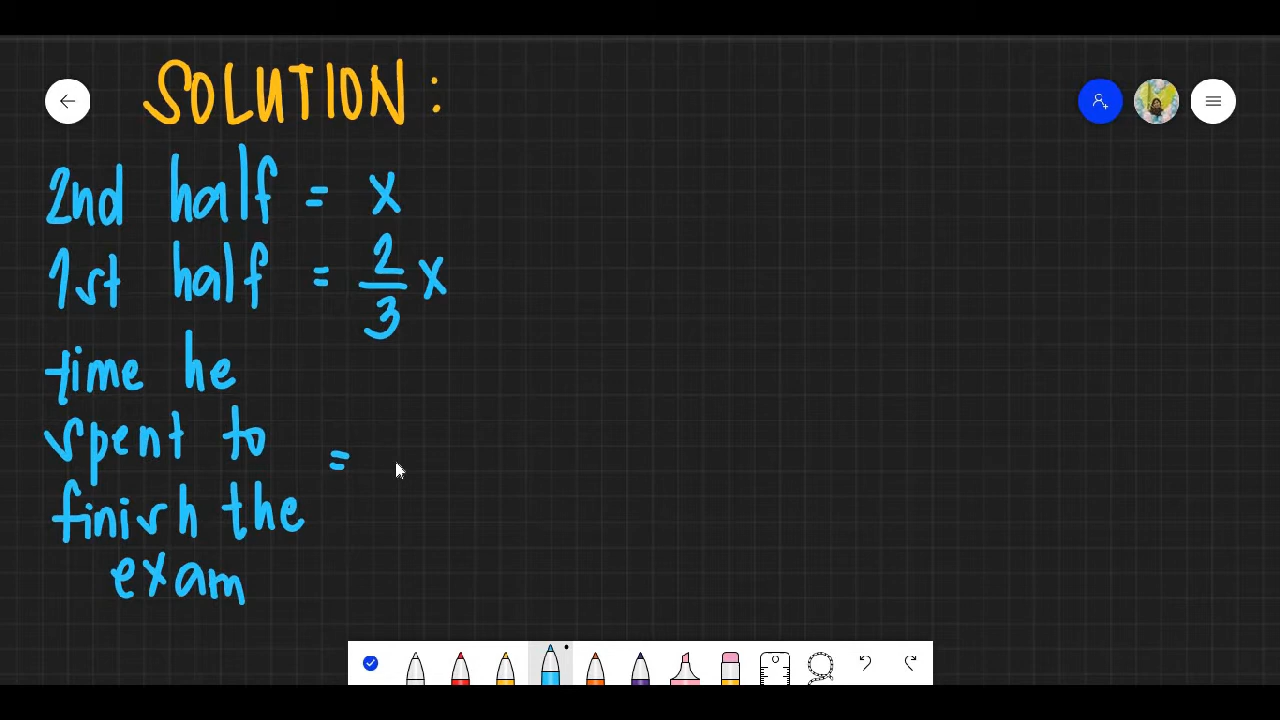 SOLUTION:
2nd half = x
1st half = 2/3 x
time he
spent to
finish the =
exam